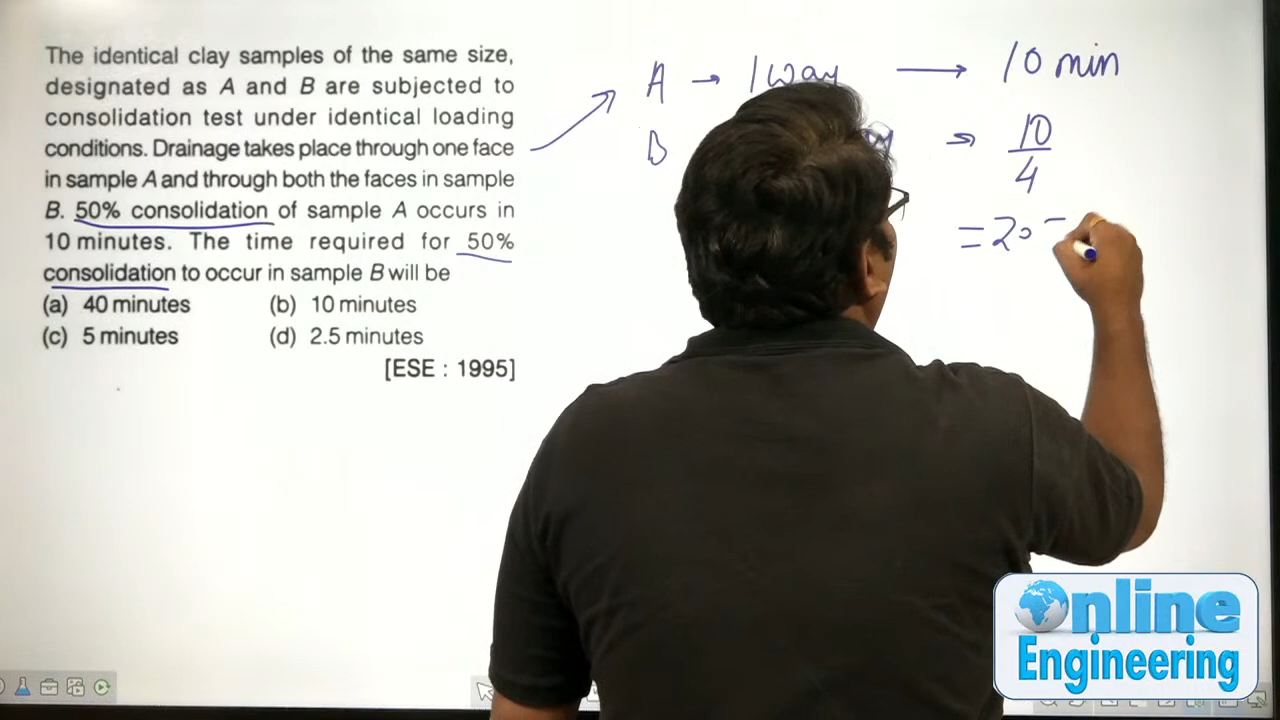 The identical clay samples of the same size,
designated as A and B are subjected to
consolidation test under identical loading
conditions. Drainage takes place through one face
in sample A and through both the faces in sample
B. 50% consolidation of sample A occurs in
10 minutes. The time required for 50%
consolidation to occur in sample B will be
(a) 40 minutes (b) 10 minutes
(c) 5 minutes (d) 2.5 minutes
[ESE : 1995]
A → 1 way → 10 min
B → 10/4
= 2.5
Online
Engineering